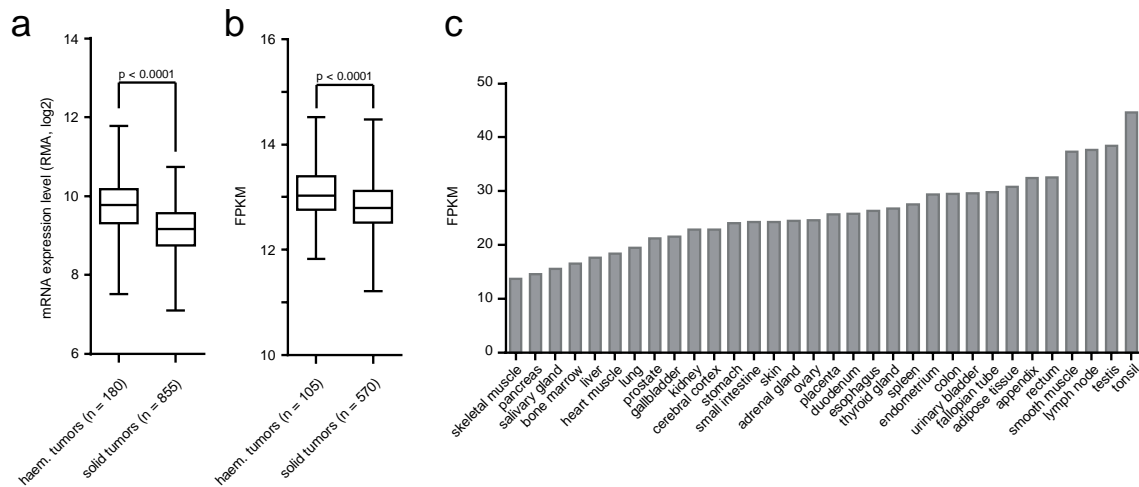 a
14
12
10
8
6
mRNA expression level (RMA, log2)
p < 0.0001
haem. tumors (n = 180)
solid tumors (n = 855)
b
16
14
12
10
FPKM
p < 0.0001
haem. tumors (n = 105)
solid tumors (n = 570)
c
50
40
30
20
10
0
FPKM
skeletal muscle
pancreas
salivary gland
bone marrow
liver
heart muscle
lung
prostate
gallbladder
kidney
cerebral cortex
stomach
small intestine
skin
adrenal gland
ovary
placenta
duodenum
esophagus
thyroid gland
spleen
endometrium
colon
urinary bladder
fallopian tube
adipose tissue
appendix
rectum
smooth muscle
lymph node
testis
tonsil